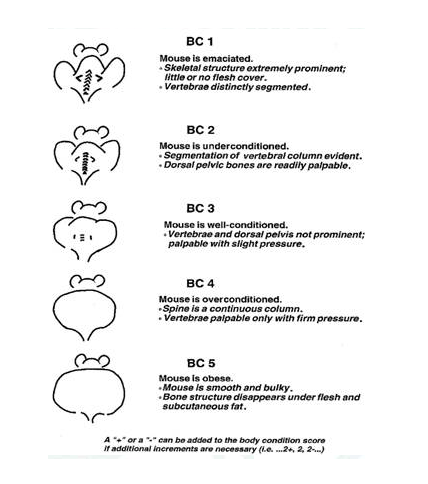 BC 1
Mouse is emaciated.
• Skeletal structure extremely prominent;
little or no flesh cover.
• Vertebrae distinctly segmented.
BC 2
Mouse is underconditioned.
• Segmentation of vertebral column evident.
• Dorsal pelvic bones are readily palpable.
BC 3
Mouse is well-conditioned.
• Vertebrae and dorsal pelvis not prominent;
palpable with slight pressure.
BC 4
Mouse is overconditioned.
• Spine is a continuous column.
• Vertebrae palpable only with firm pressure.
BC 5
Mouse is obese.
• Mouse is smooth and bulky.
• Bone structure disappears under flesh and
subcutaneous fat.
A "+" or a "-" can be added to the body condition score
if additional increments are necessary (i.e. ...2+, 2, 2-...)